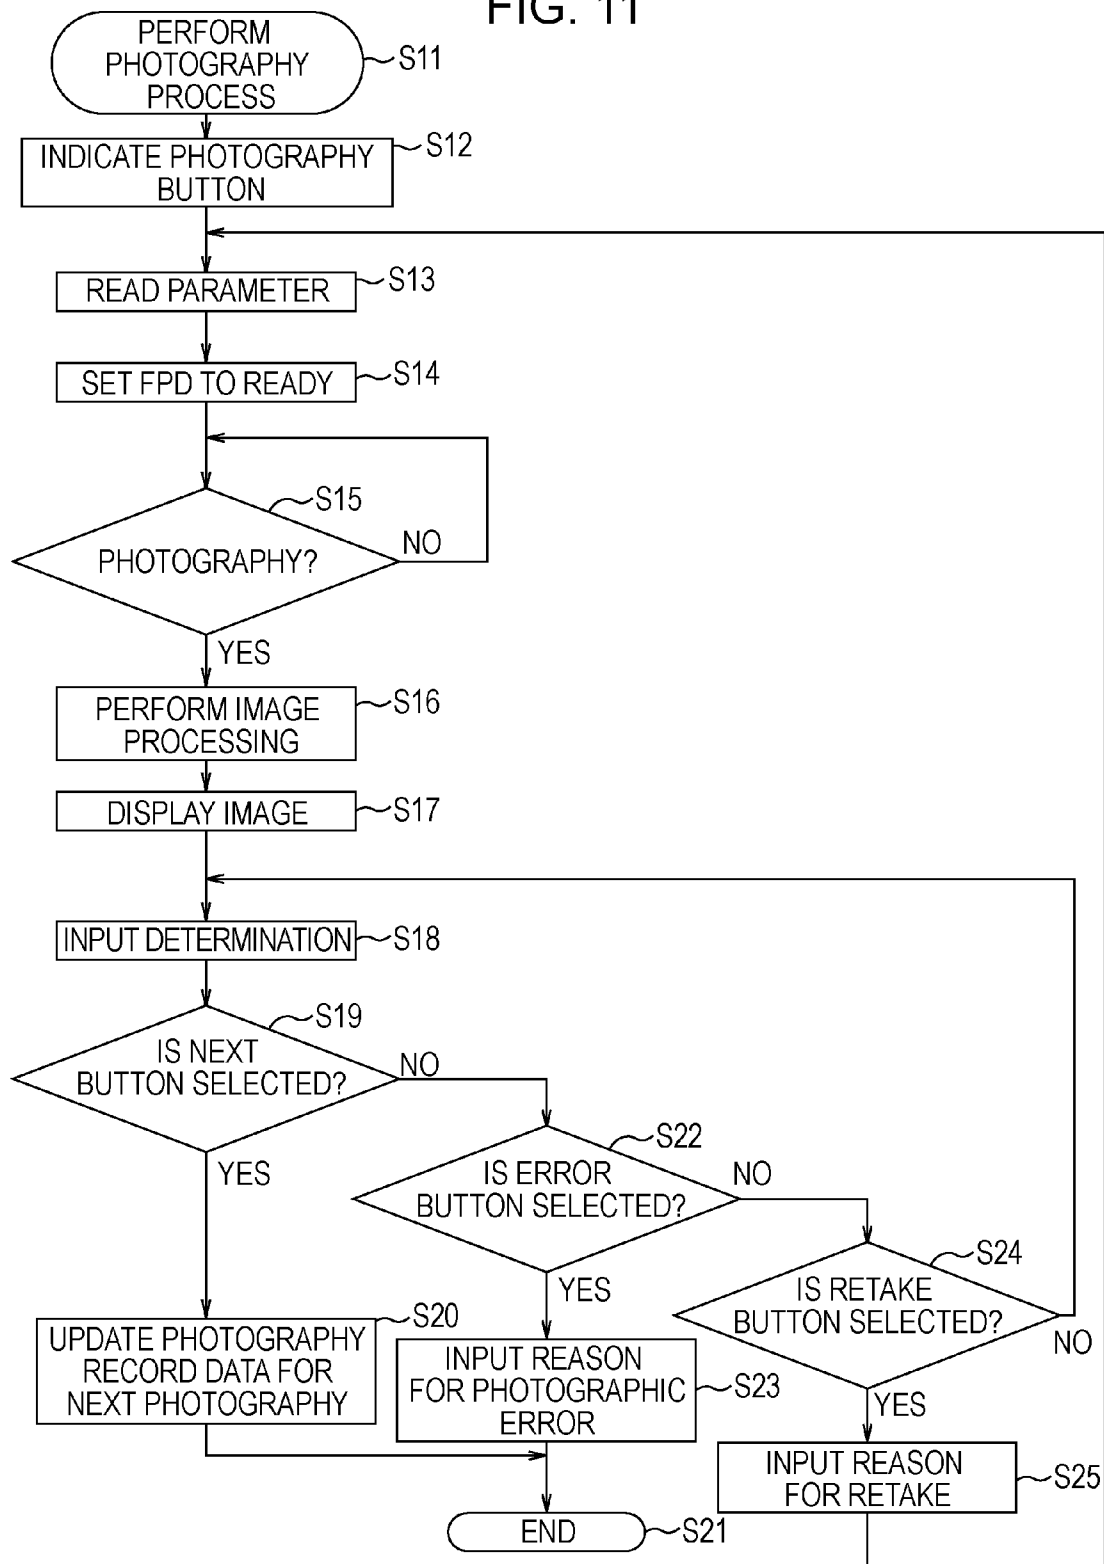 FIG. 11
PERFORM
PHOTOGRAPHY
PROCESS
S11
INDICATE PHOTOGRAPHY
BUTTON
S12
READ PARAMETER
S13
SET FPD TO READY
S14
S15
PHOTOGRAPHY?
NO
YES
PERFORM IMAGE
PROCESSING
S16
DISPLAY IMAGE
S17
INPUT DETERMINATION
S18
S19
IS NEXT
BUTTON SELECTED?
NO
YES
S22
IS ERROR
BUTTON SELECTED?
NO
YES
S24
IS RETAKE
BUTTON SELECTED?
NO
YES
UPDATE PHOTOGRAPHY
RECORD DATA FOR
NEXT PHOTOGRAPHY
S20
INPUT REASON
FOR PHOTOGRAPHIC
ERROR
S23
INPUT REASON
FOR RETAKE
S25
END
S21